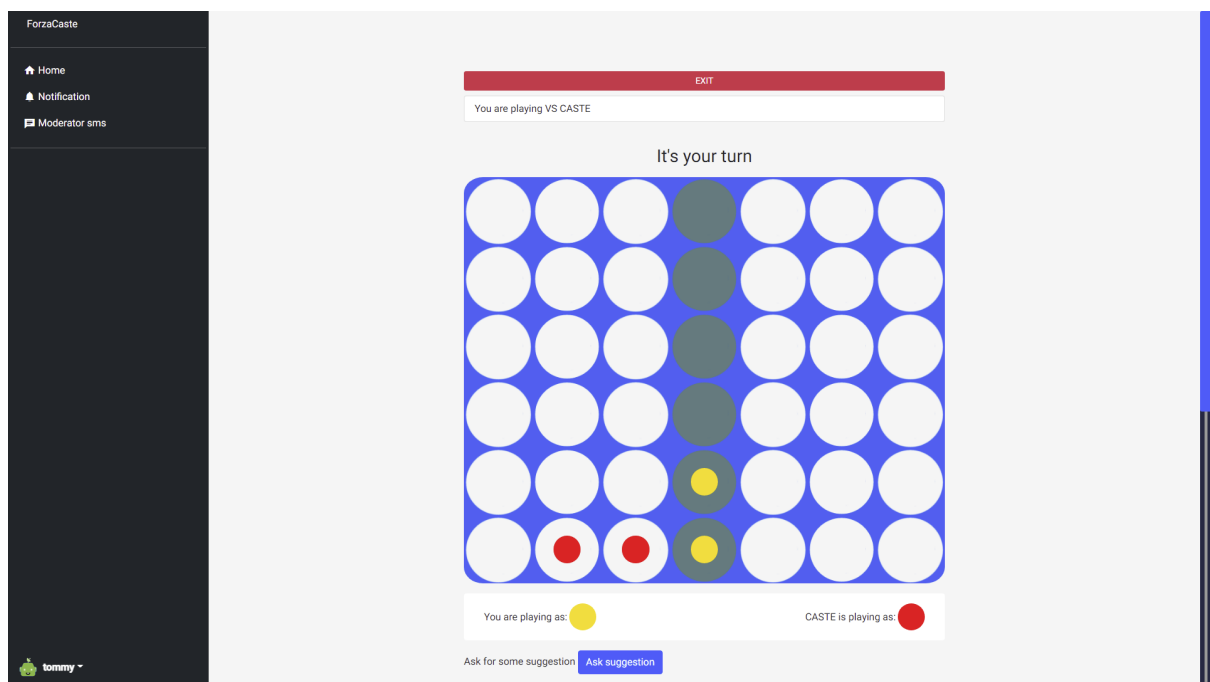 ForzaCaste
Home
Notification
Moderator sms
EXIT
You are playing VS CASTE
It's your turn
You are playing as:
CASTE is playing as:
Ask for some suggestion Ask suggestion
tommy